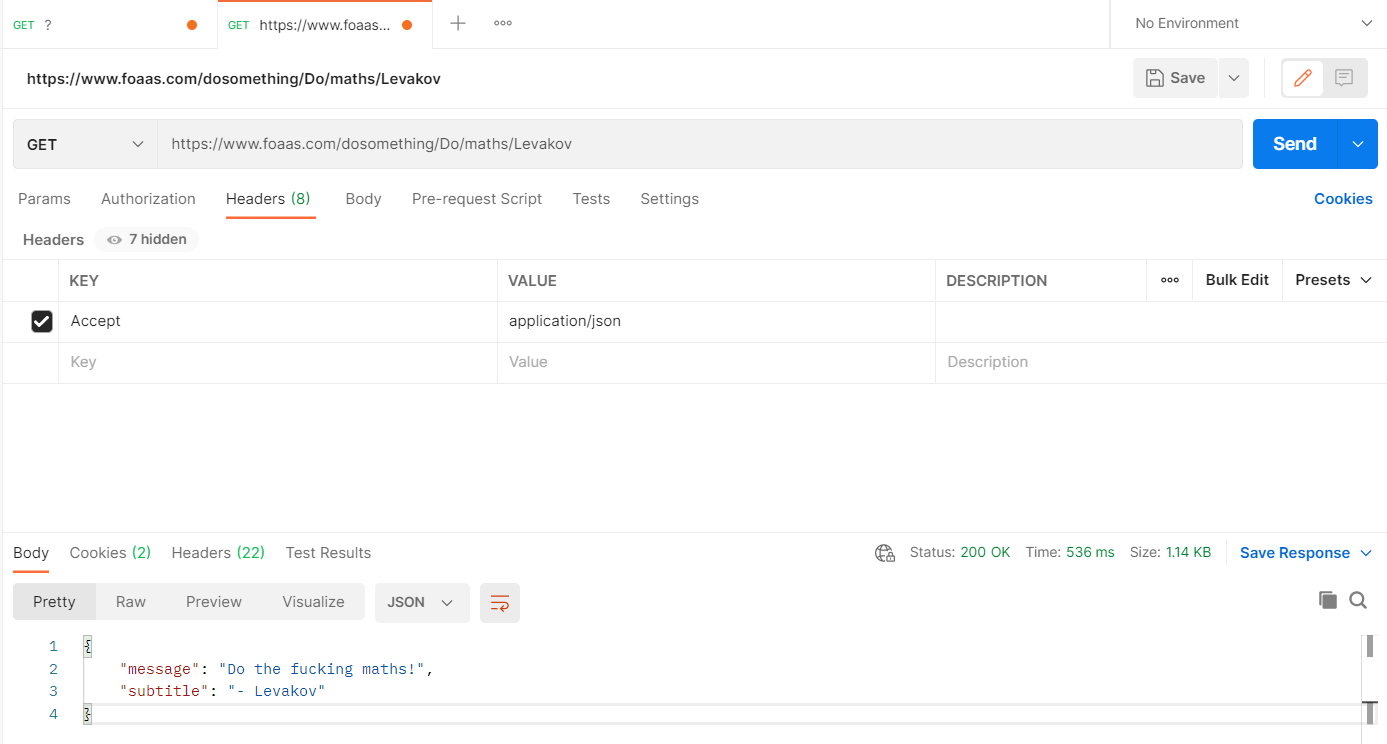 GET ?
GET https://www.foaas...
No Environment
https://www.foaas.com/dosomething/Do/maths/Levakov
Save
GET https://www.foaas.com/dosomething/Do/maths/Levakov Send
Params Authorization Headers (8) Body Pre-request Script Tests Settings Cookies
Headers 7 hidden
KEY VALUE DESCRIPTION Bulk Edit Presets
Accept application/json
Key Value Description
Body Cookies (2) Headers (22) Test Results Status: 200 OK Time: 536 ms Size: 1.14 KB Save Response
Pretty Raw Preview Visualize JSON
1 {
2 "message": "Do the fucking maths!",
3 "subtitle": "- Levakov"
4 }